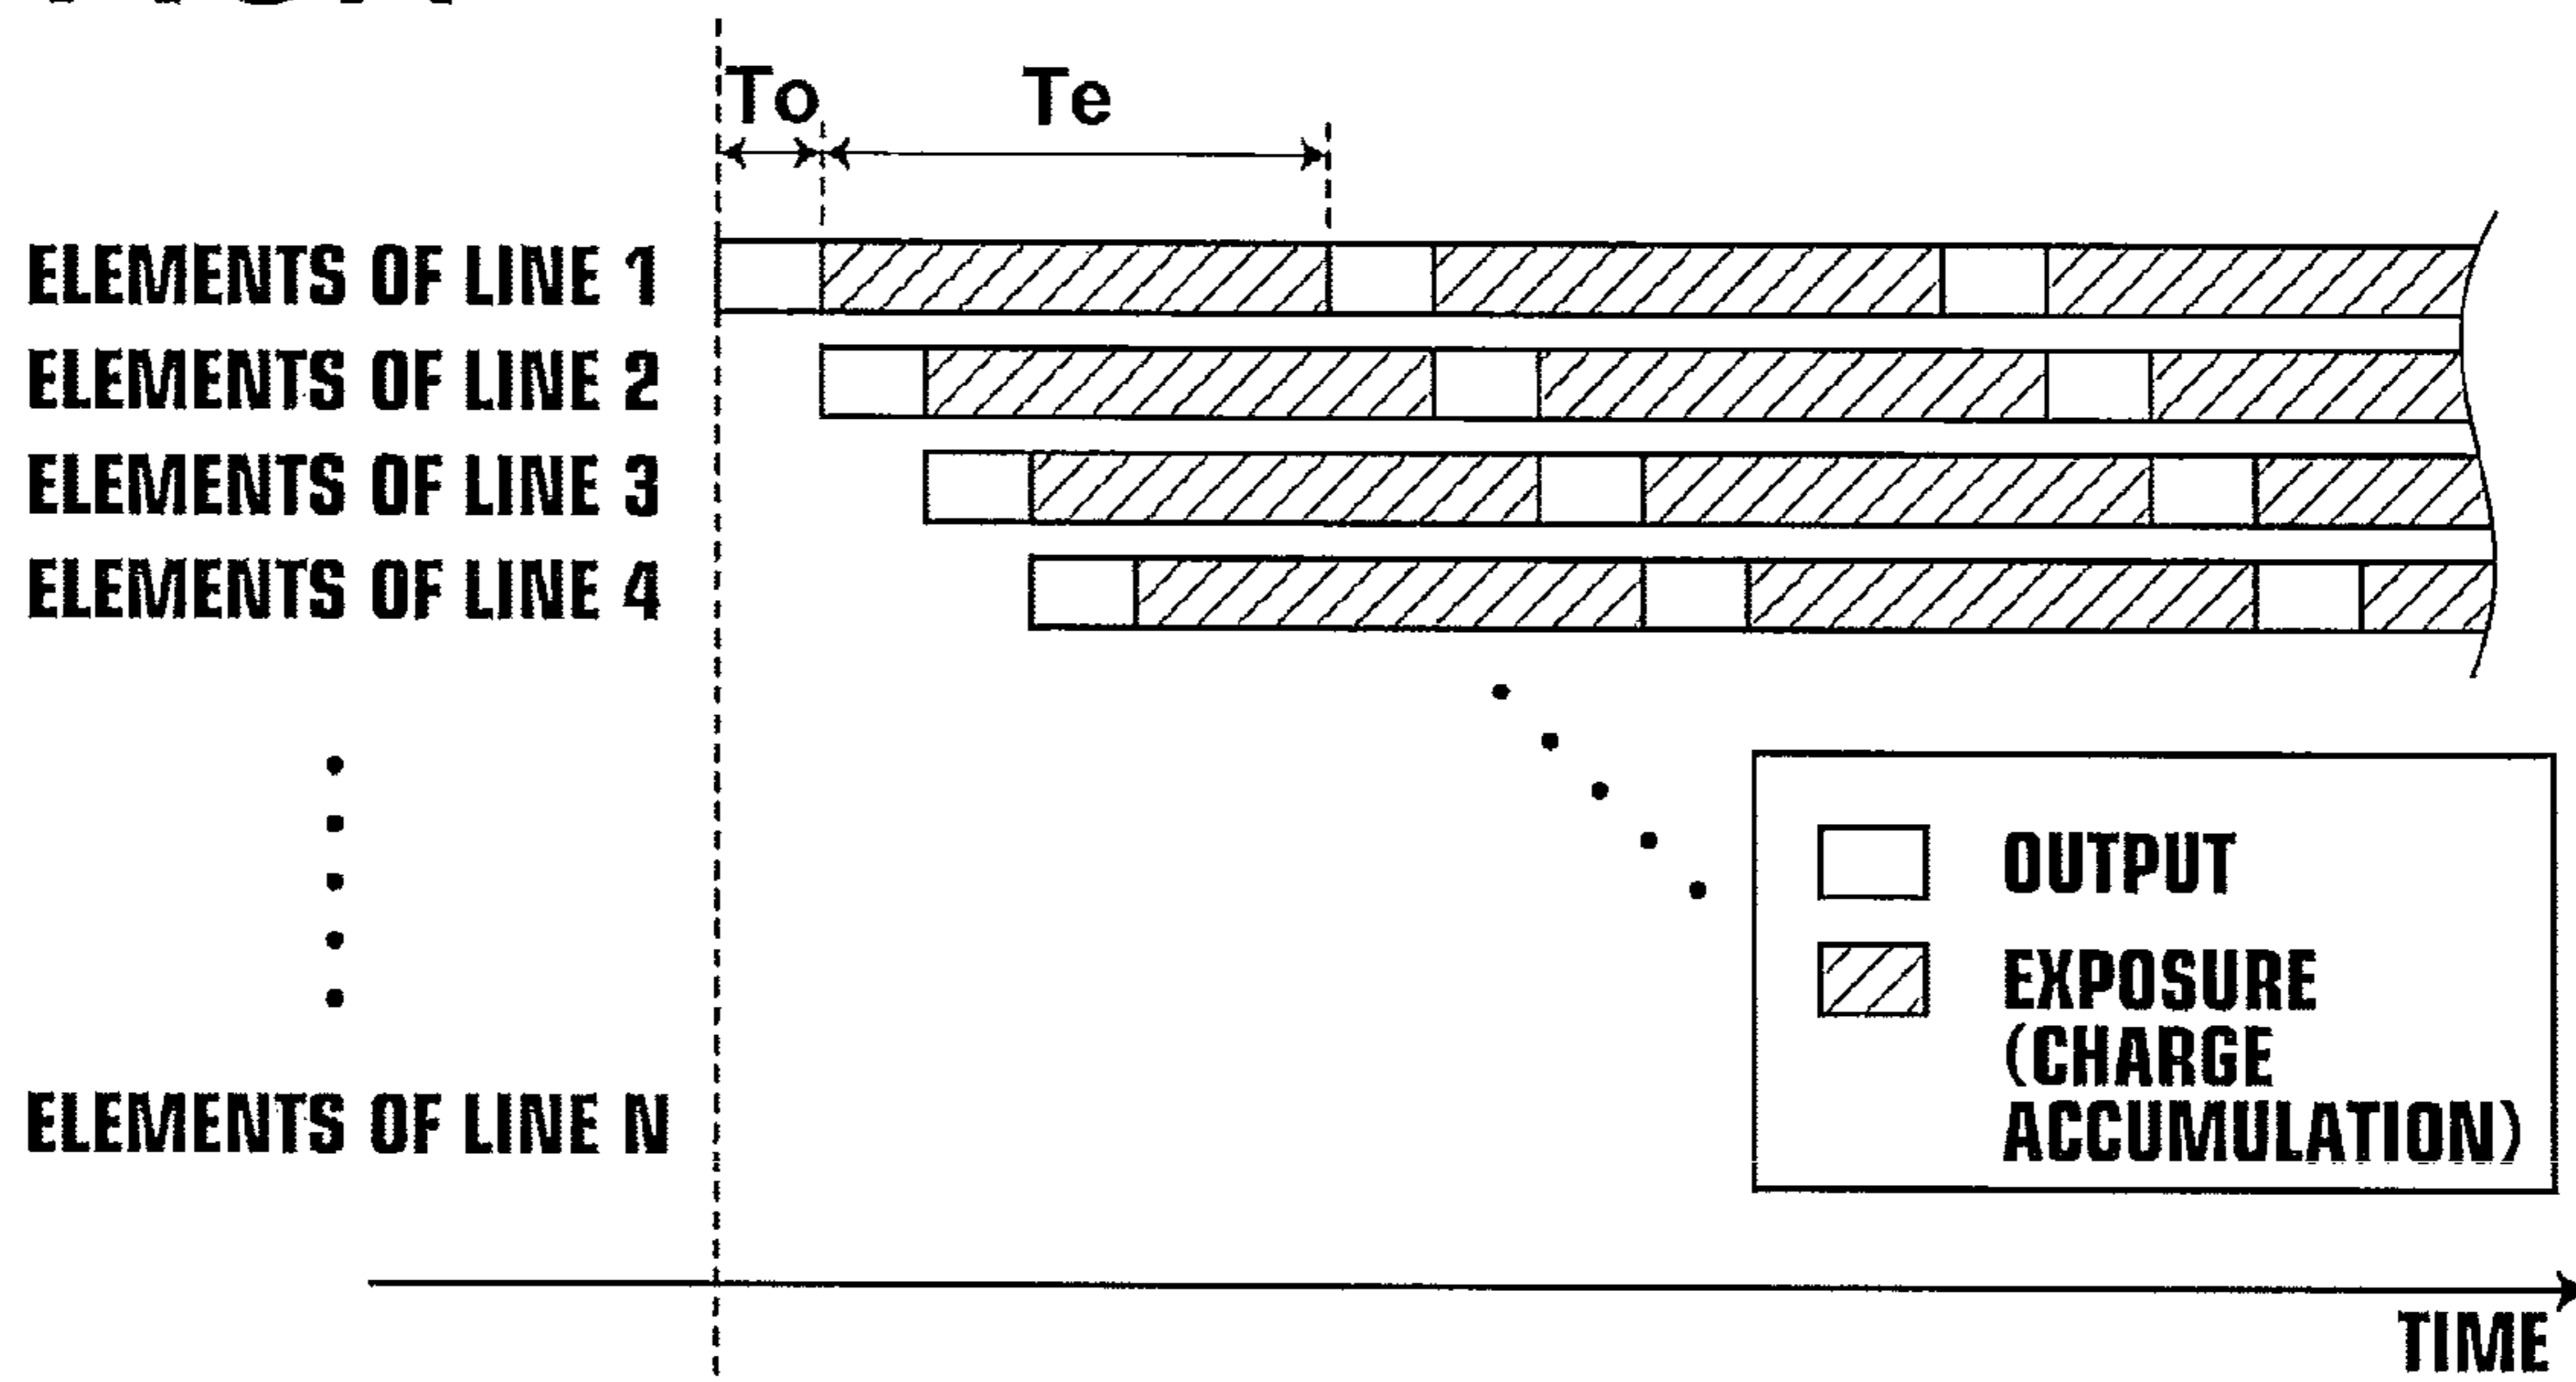 To Te
ELEMENTS OF LINE 1
ELEMENTS OF LINE 2
ELEMENTS OF LINE 3
ELEMENTS OF LINE 4
ELEMENTS OF LINE N
OUTPUT
EXPOSURE
(CHARGE
ACCUMULATION)
TIME